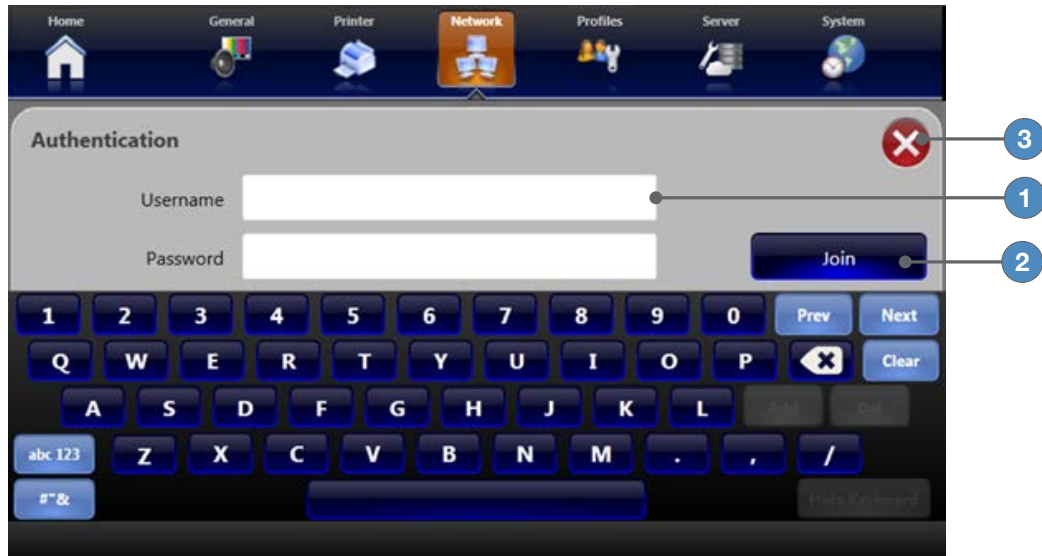 Home General Printer Network Profiles Server System
Authentication
3
Username
1
Password
Join
2
1 2 3 4 5 6 7 8 9 0 Prev Next
Q W E R T Y U I O P Clear
A S D F G H J K L Add Del
abc 123 Z X C V B N M . , /
#"& Hide Keyboard